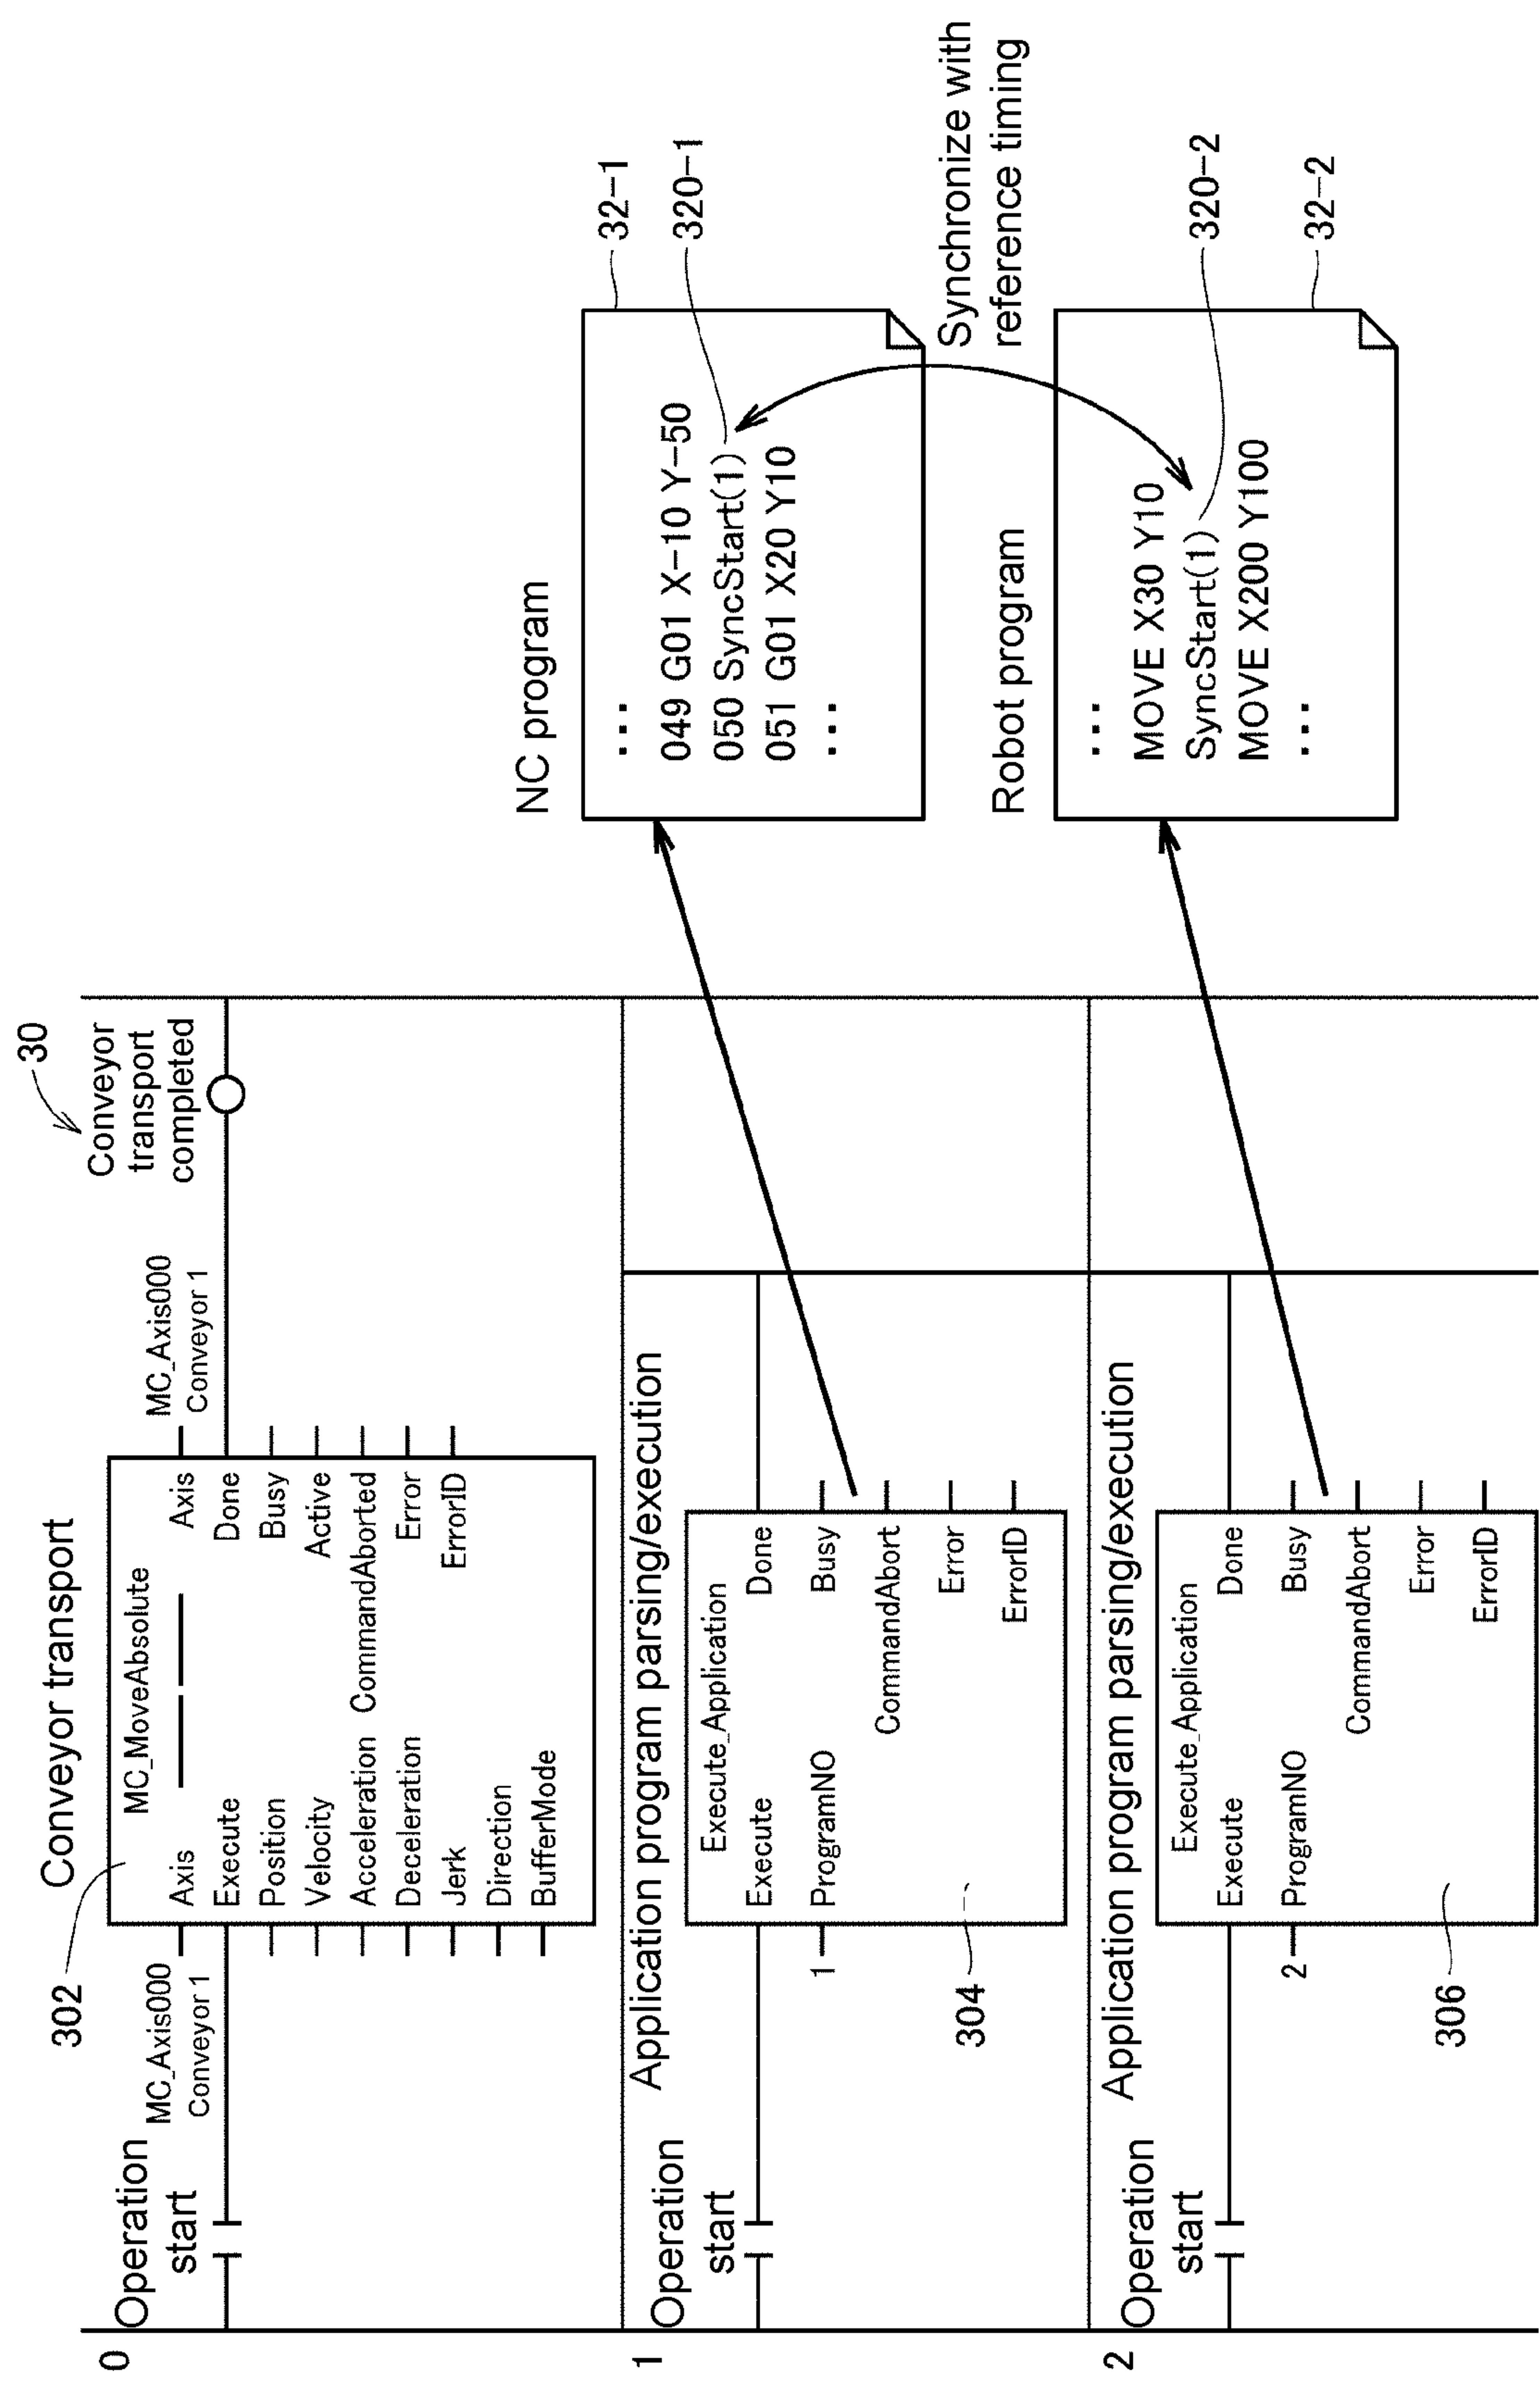 30
0
Operation
start
MC_Axis000
Conveyor 1
302
Conveyor transport
MC_MoveAbsolute
Axis Axis
Execute Done
Position Busy
Velocity Active
Acceleration CommandAborted
Deceleration Error
Jerk ErrorID
Direction
BufferMode
MC_Axis000
Conveyor 1
Conveyor
transport
completed
1
Operation
start
Application program parsing/execution
Execute_Application
Execute Done
1 ProgramNO Busy
CommandAbort
Error
ErrorID
304
NC program
...
049 G01 X-10 Y-50
050 SyncStart(1)
051 G01 X20 Y10
...
32-1
320-1
Synchronize with
reference timing
2
Operation
start
Application program parsing/execution
Execute_Application
Execute Done
2 ProgramNO Busy
CommandAbort
Error
ErrorID
306
Robot program
...
MOVE X30 Y10
SyncStart(1)
MOVE X200 Y100
...
320-2
32-2